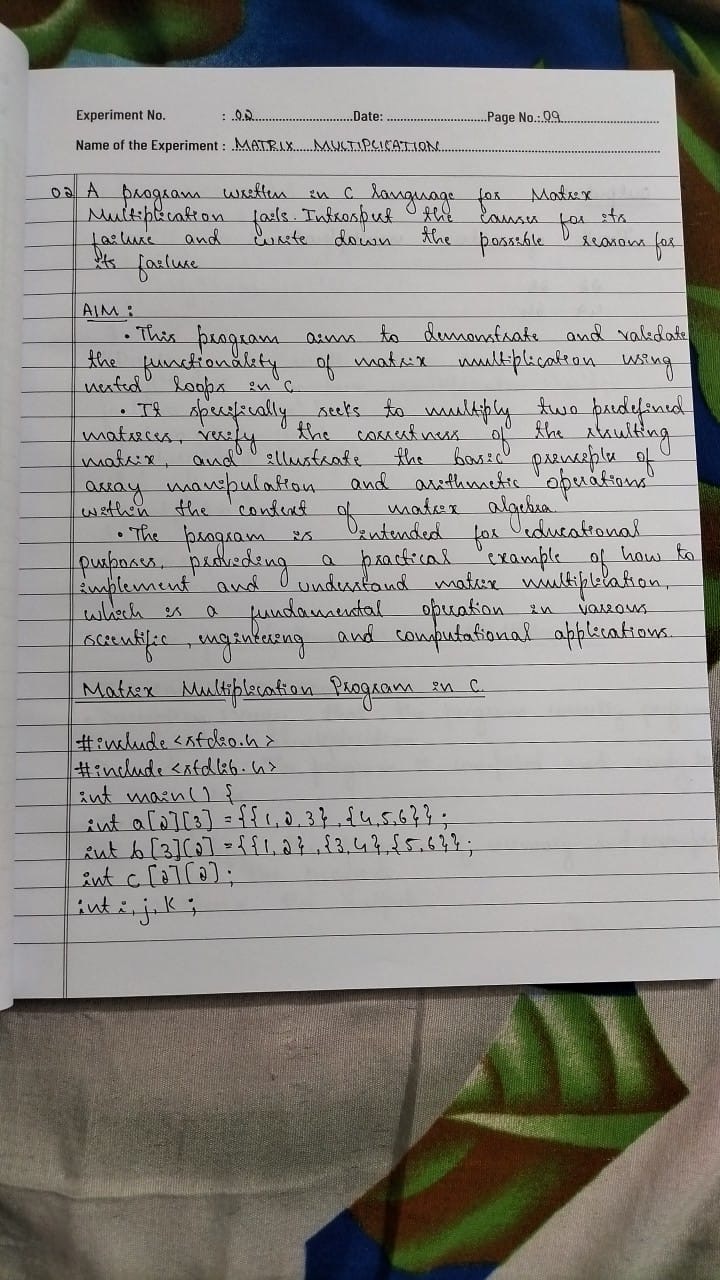 Experiment No. : 02 Date: Page No.: 09
Name of the Experiment : MATRIX MULTIPLICATION
02 A program written in C language for Matrix
Multiplication fails. Introsput the causes for its
failure and write down the possible reasons for
its failure
AIM :
• This program aims to demonstrate and validate
the functionality of matrix multiplication using
nested loops in C
• It specifically seeks to multiply two predefined
matrices, verify the correctness of the resulting
matrix, and illustrate the basic principle of
array manipulation and arithmetic operations
within the context of matrix algebra.
• The program is intended for educational
purposes, providing a practical example of how to
implement and understand matrix multiplication,
which is a fundamental operation in various
scientific, engineering and computational applications.
Matrix Multiplication Program in C.
#include <stdio.h>
#include <stdlib.h>
int main() {
int a[2][3] = {{1,2,3}, {4,5,6}};
int b[3][2] = {{1,2}, {3,4}, {5,6}};
int c[2][2];
int i, j, k ;